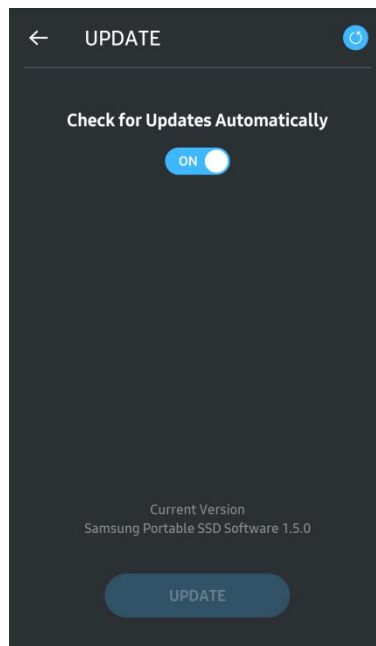 UPDATE
Check for Updates Automatically
ON
Current Version
Samsung Portable SSD Software 1.5.0
UPDATE